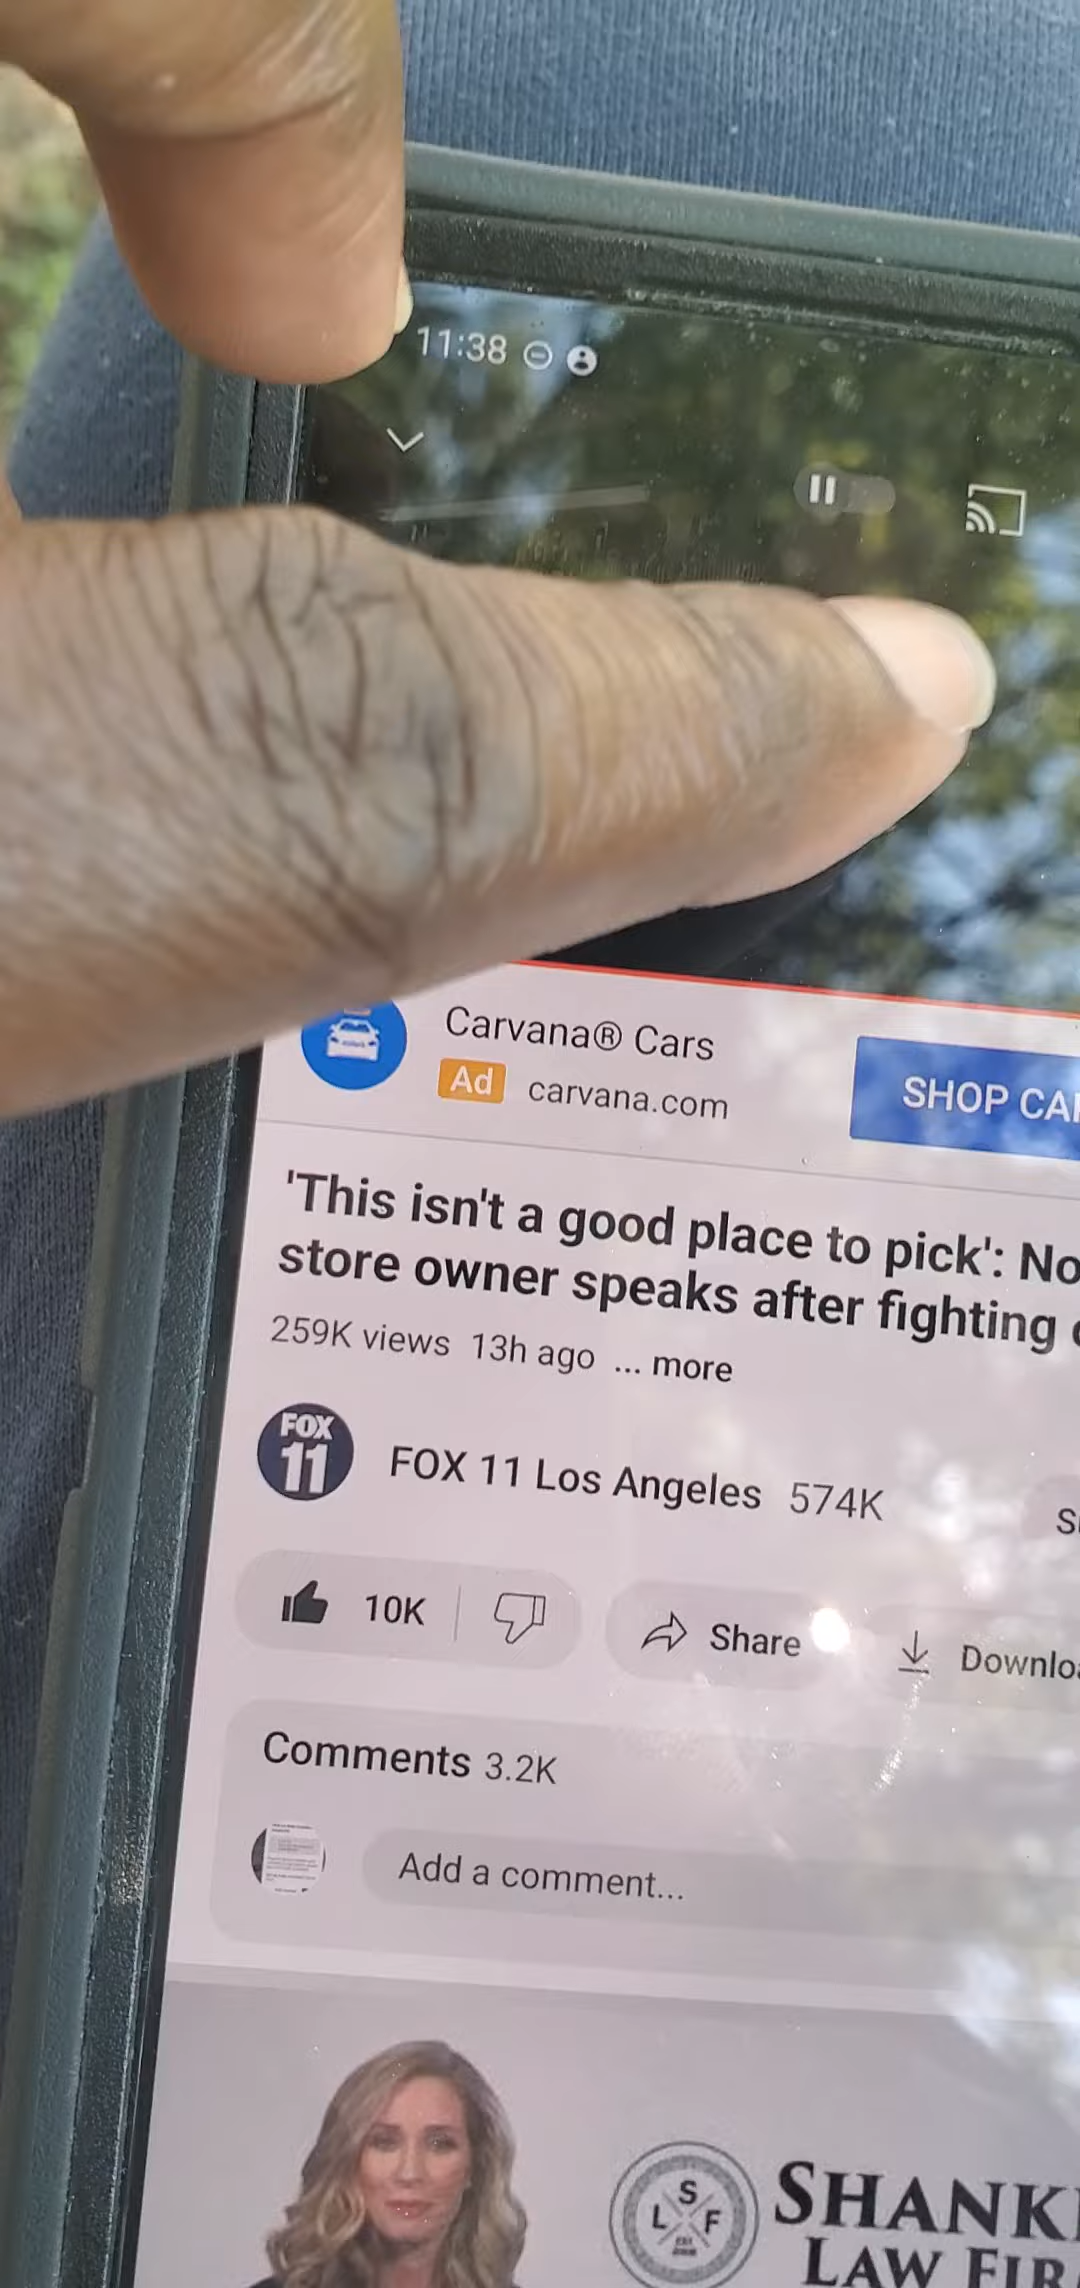 11:38
Carvana® Cars
Ad carvana.com
SHOP
'This isn't a good place to pick': No
store owner speaks after fighting
259K views 13h ago ... more
FOX
11
FOX 11 Los Angeles 574K
10K
Share
Comments 3.2K
Add a comment...
S
L F
LAW